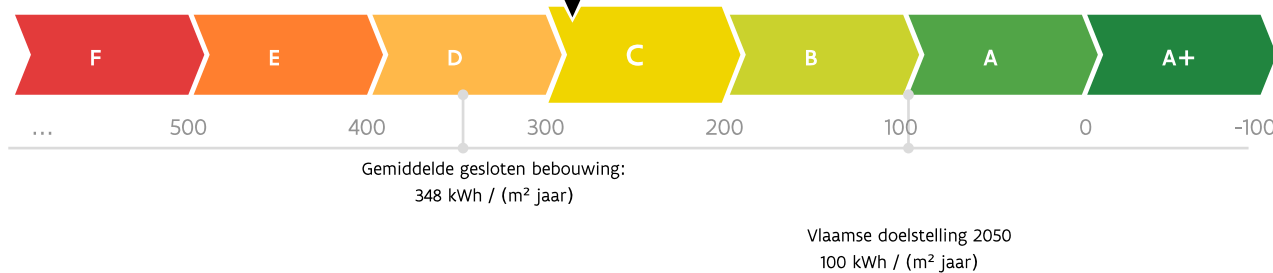 F E D C B A A+
... 500 400 300 200 100 0 -100
Gemiddelde gesloten bebouwing:
348 kWh / (m² jaar)
Vlaamse doelstelling 2050
100 kWh / (m² jaar)